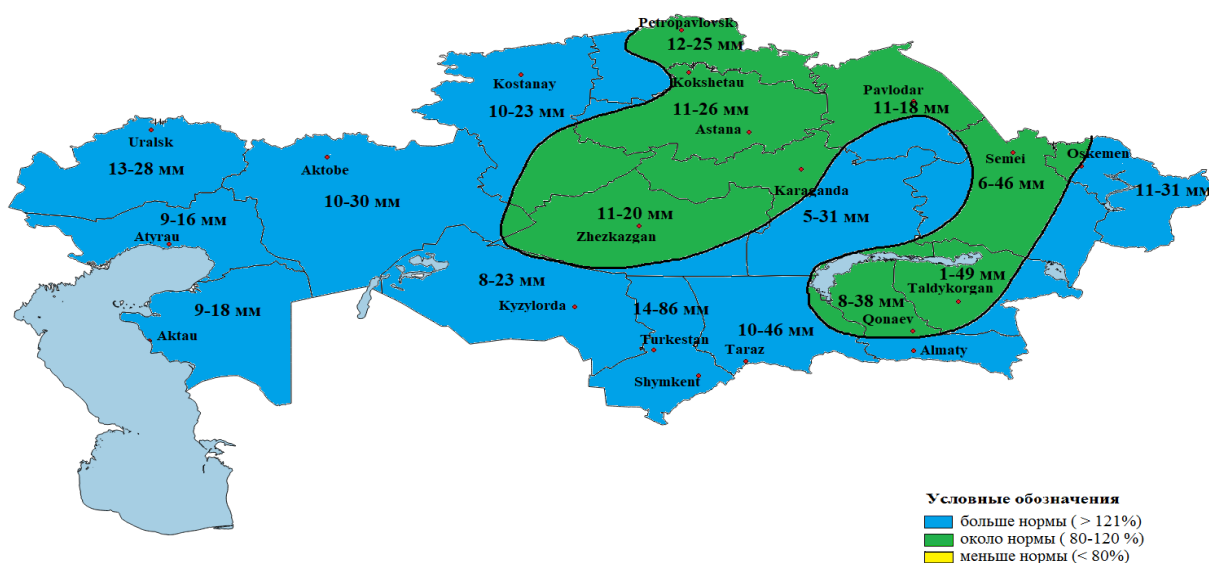 Petropavlovsk
12-25 мм
Kostanay
Kokshetau
10-23 мм
11-26 мм
Astana
Pavlodar
11-18 мм
Uralsk
13-28 мм
Aktobe
10-30 мм
Semei
6-46 мм
Oskemen
11-31 мм
Karaganda
5-31 мм
9-16 мм
Atyrau
11-20 мм
Zhezkazgan
8-23 мм
Kyzylorda
1-49 мм
Taldykorgan
8-38 мм
Qonaev
9-18 мм
Aktau
14-86 мм
Turkestan
10-46 мм
Taraz
Almaty
Shymkent
Условные обозначения
больше нормы ( > 121%)
около нормы ( 80-120 %)
меньше нормы (< 80%)